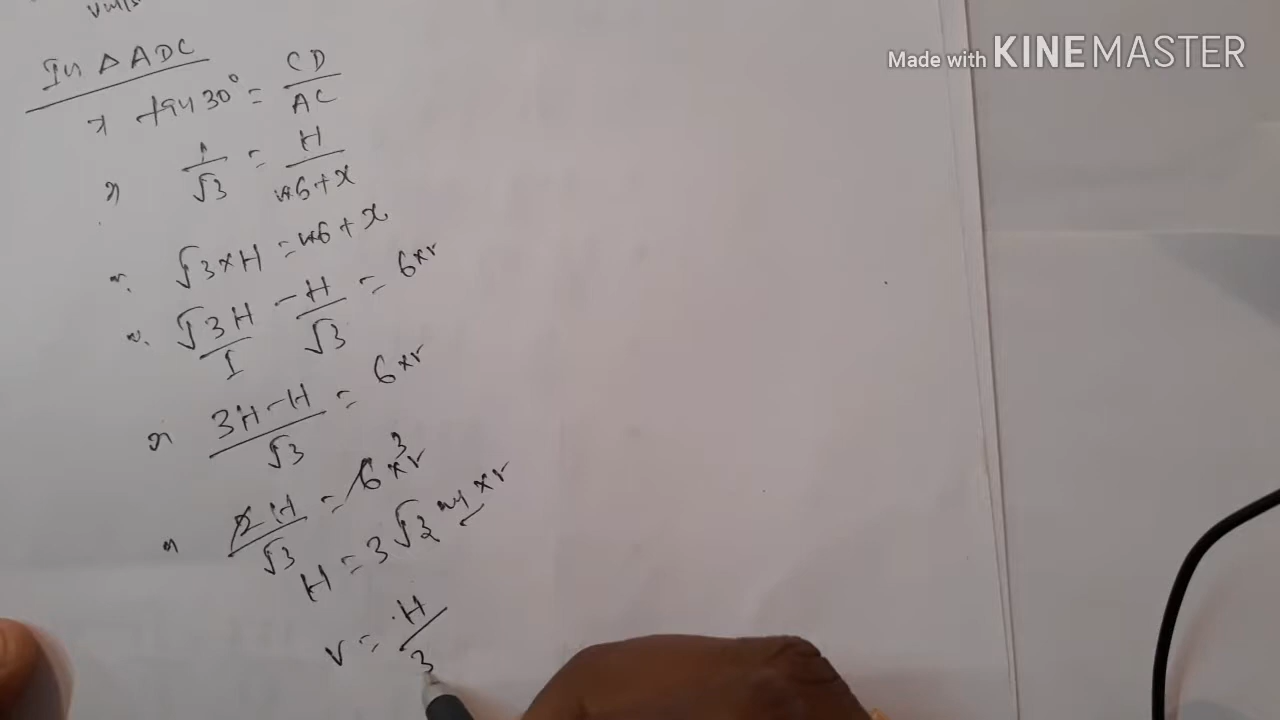 Made with KINEMASTER
In △ ADC
tan 30° = CD / AC
1 / √3 = H / 6 + x
√3 × H = 6 + x
√3H / 1 − H / √3 = 6 × v
3H − H / √3 = 6 × v
2H / √3 = 6 × v 3
H = 3 √3 × v
v = H / 3